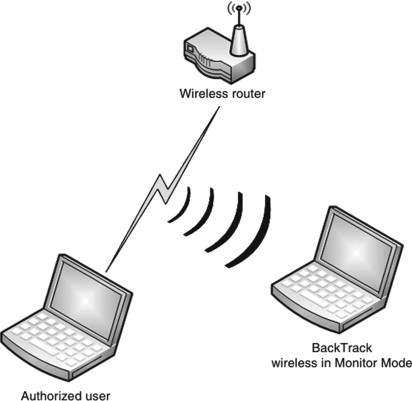 Wireless router
BackTrack
wireless in Monitor Mode
Authorized user